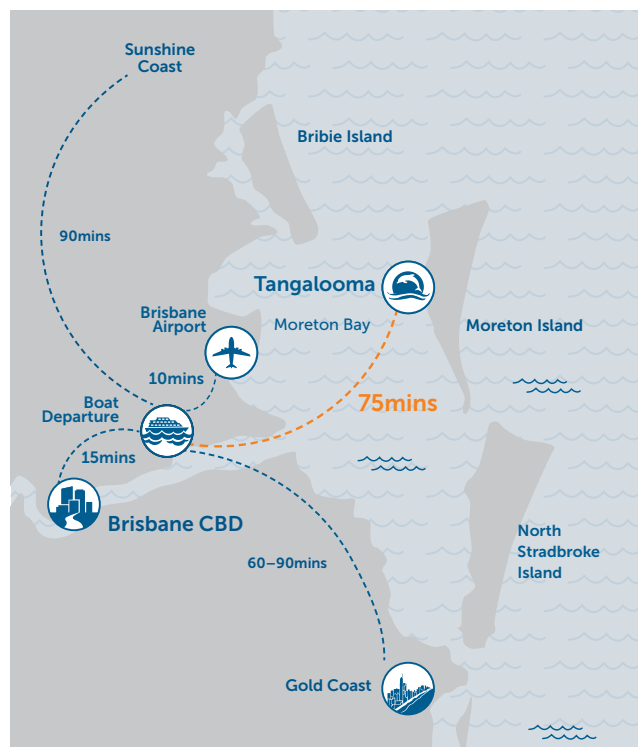 Sunshine
Coast
Bribie Island
90mins
Tangalooma
Brisbane
Airport
Moreton Bay
Moreton Island
10mins
75mins
Boat
Departure
15mins
Brisbane CBD
North
Stradbroke
Island
60–90mins
Gold Coast